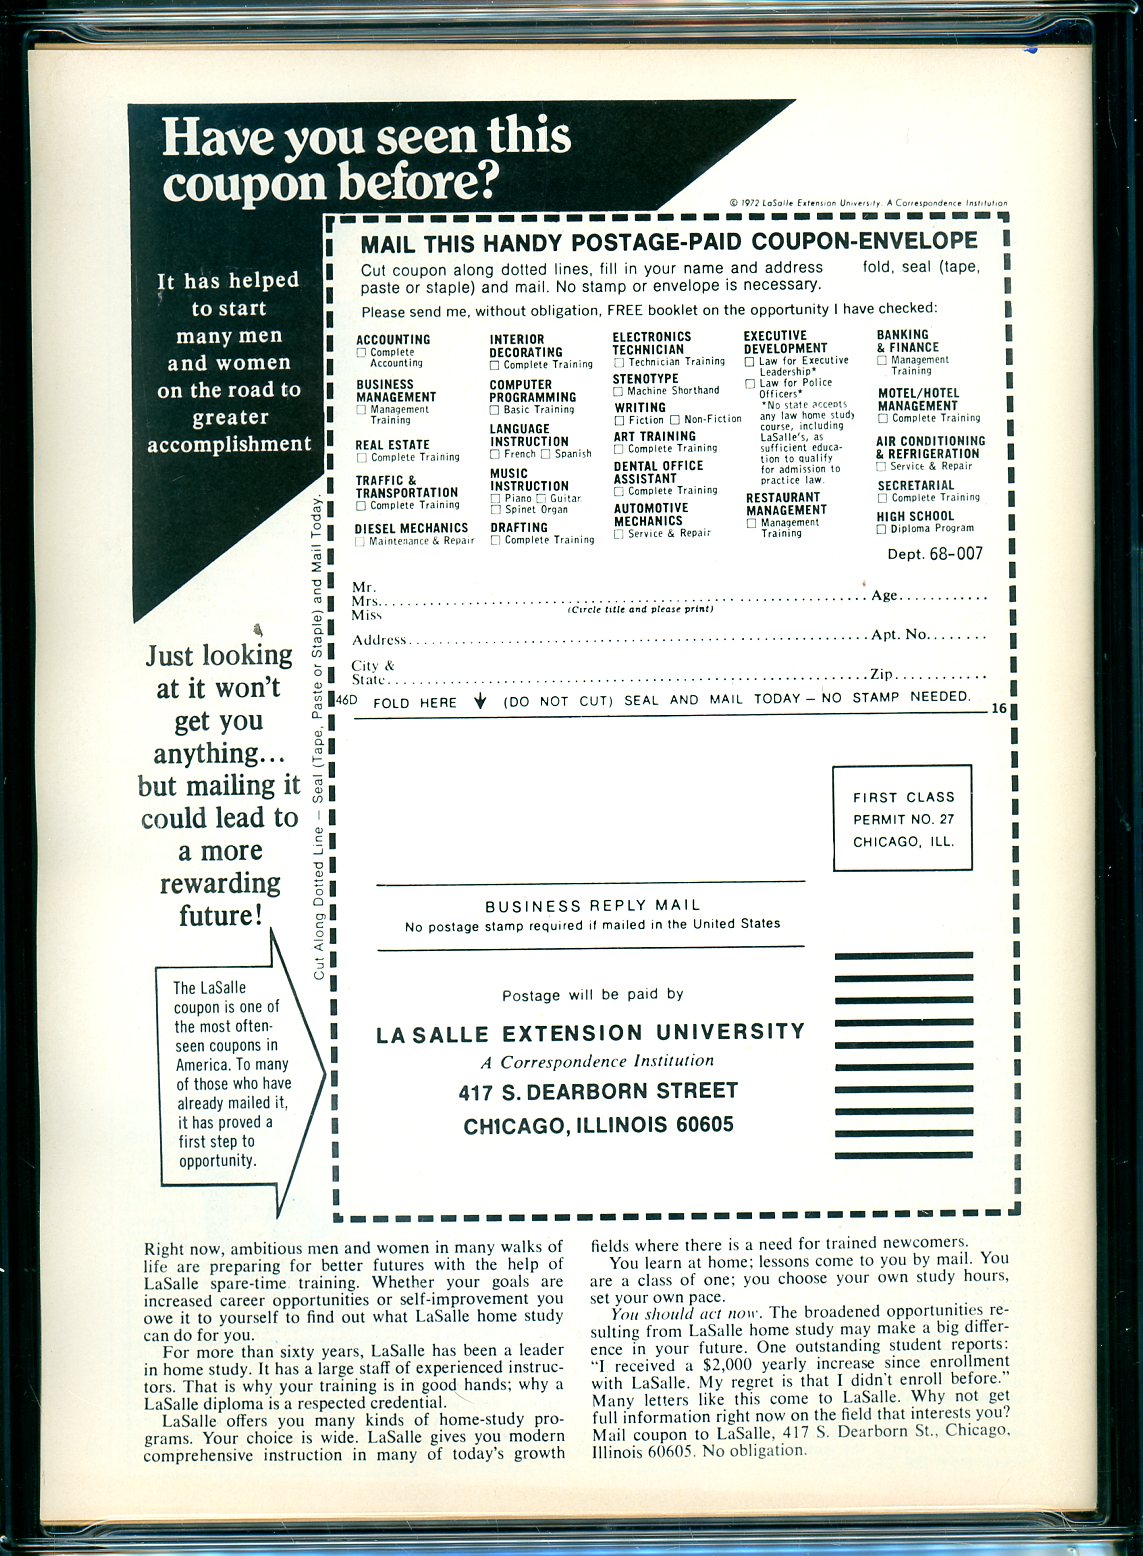 Have you seen this
coupon before?
© 1972 LaSalle Extension University. A Correspondence Institution
It has helped
to start
many men
and women
on the road to
greater
accomplishment
MAIL THIS HANDY POSTAGE-PAID COUPON-ENVELOPE
Cut coupon along dotted lines, fill in your name and address fold, seal (tape,
paste or staple) and mail. No stamp or envelope is necessary.
Please send me, without obligation, FREE booklet on the opportunity I have checked:
ACCOUNTING
☐ Complete
Accounting
BUSINESS
MANAGEMENT
☐ Management
Training
REAL ESTATE
☐ Complete Training
TRAFFIC &
TRANSPORTATION
☐ Complete Training
DIESEL MECHANICS
☐ Maintenance & Repair
INTERIOR
DECORATING
☐ Complete Training
COMPUTER
PROGRAMMING
☐ Basic Training
LANGUAGE
INSTRUCTION
☐ French ☐ Spanish
MUSIC
INSTRUCTION
☐ Piano ☐ Guitar
☐ Spinet Organ
DRAFTING
☐ Complete Training
ELECTRONICS
TECHNICIAN
☐ Technician Training
STENOTYPE
☐ Machine Shorthand
WRITING
☐ Fiction ☐ Non-Fiction
ART TRAINING
☐ Complete Training
DENTAL OFFICE
ASSISTANT
☐ Complete Training
AUTOMOTIVE
MECHANICS
☐ Service & Repair
EXECUTIVE
DEVELOPMENT
☐ Law for Executive
Leadership*
☐ Law for Police
Officers*
*No state accepts
any law home study
course, including
LaSalle's, as
sufficient educa-
tion to qualify
for admission to
practice law.
RESTAURANT
MANAGEMENT
☐ Management
Training
BANKING
& FINANCE
☐ Management
Training
MOTEL/HOTEL
MANAGEMENT
☐ Complete Training
AIR CONDITIONING
& REFRIGERATION
☐ Service & Repair
SECRETARIAL
☐ Complete Training
HIGH SCHOOL
☐ Diploma Program
Dept. 68-007
Mr.
Mrs. Age
Miss
(Circle title and please print)
Address Apt. No.
City &
State Zip
46D FOLD HERE (DO NOT CUT) SEAL AND MAIL TODAY – NO STAMP NEEDED.
16
Cut Along Dotted Line – Seal (Tape, Paste or Staple) and Mail Today.
Just looking
at it won't
get you
anything...
but mailing it
could lead to
a more
rewarding
future!
The LaSalle
coupon is one of
the most often-
seen coupons in
America. To many
of those who have
already mailed it,
it has proved a
first step to
opportunity.
FIRST CLASS
PERMIT NO. 27
CHICAGO, ILL.
BUSINESS REPLY MAIL
No postage stamp required if mailed in the United States
Postage will be paid by
LA SALLE EXTENSION UNIVERSITY
A Correspondence Institution
417 S. DEARBORN STREET
CHICAGO, ILLINOIS 60605
Right now, ambitious men and women in many walks of
life are preparing for better futures with the help of
LaSalle spare-time training. Whether your goals are
increased career opportunities or self-improvement you
owe it to yourself to find out what LaSalle home study
can do for you.
For more than sixty years, LaSalle has been a leader
in home study. It has a large staff of experienced instruc-
tors. That is why your training is in good hands; why a
LaSalle diploma is a respected credential.
LaSalle offers you many kinds of home-study pro-
grams. Your choice is wide. LaSalle gives you modern
comprehensive instruction in many of today's growth
fields where there is a need for trained newcomers.
You learn at home; lessons come to you by mail. You
are a class of one; you choose your own study hours,
set your own pace.
You should act now. The broadened opportunities re-
sulting from LaSalle home study may make a big differ-
ence in your future. One outstanding student reports:
"I received a $2,000 yearly increase since enrollment
with LaSalle. My regret is that I didn't enroll before."
Many letters like this come to LaSalle. Why not get
full information right now on the field that interests you?
Mail coupon to LaSalle, 417 S. Dearborn St., Chicago,
Illinois 60605. No obligation.